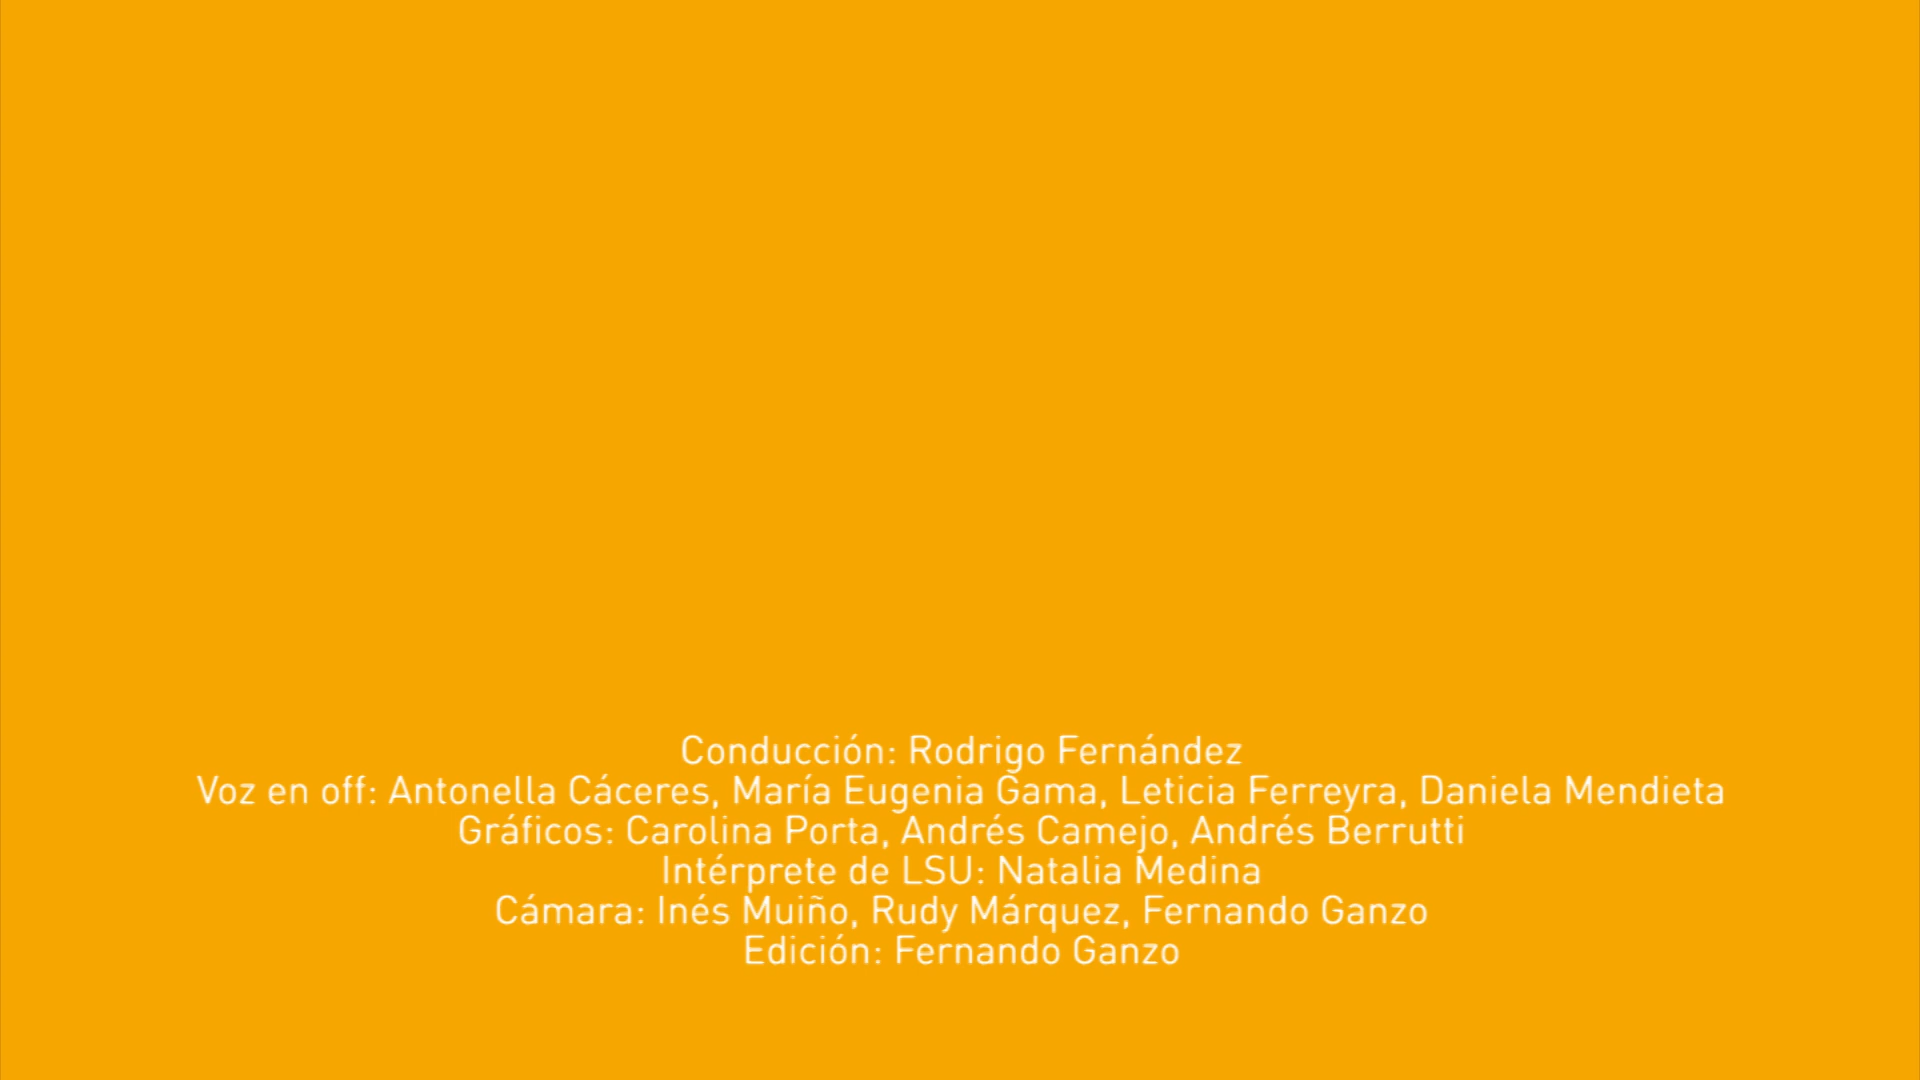 Conducción: Rodrigo Fernández
Voz en off: Antonella Cáceres, María Eugenia Gama, Leticia Ferreyra, Daniela Mendieta
Gráficos: Carolina Porta, Andrés Camejo, Andrés Berrutti
Intérprete de LSU: Natalia Medina
Cámara: Inés Muiño, Rudy Márquez, Fernando Ganzo
Edición: Fernando Ganzo